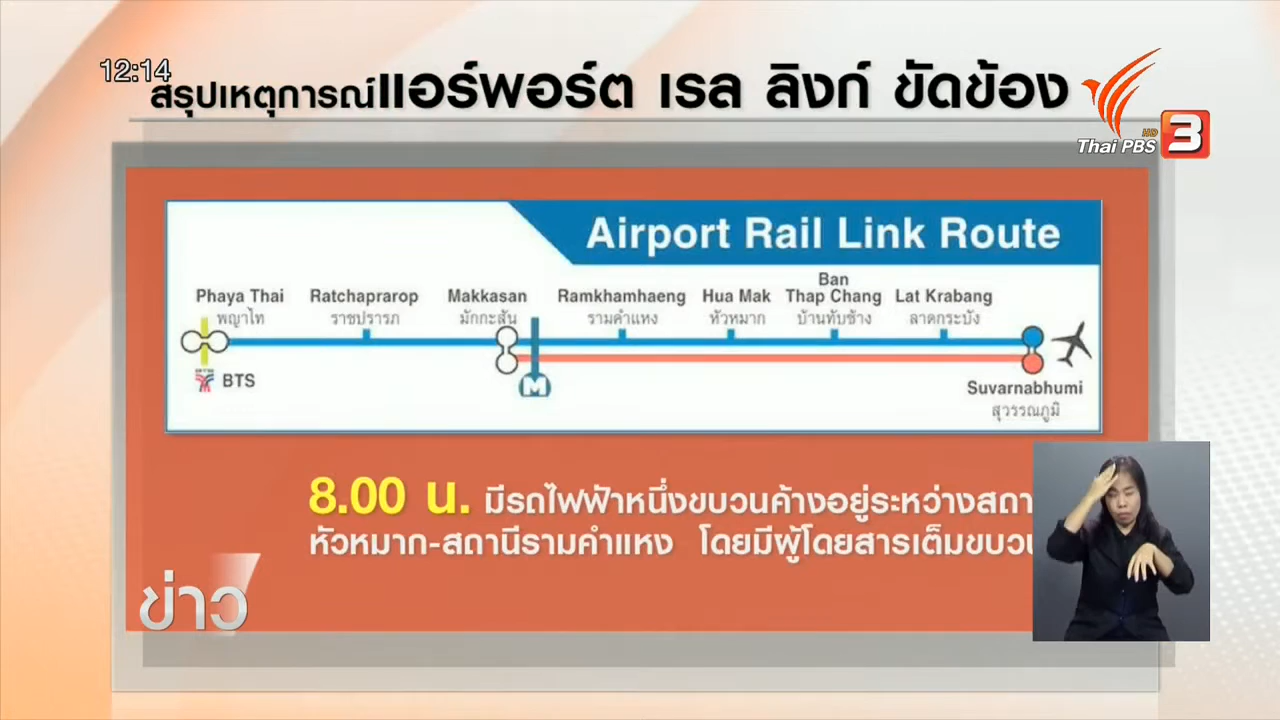 12:14
สรุปเหตุการณ์แอร์พอร์ต เรล ลิงก์ ขัดข้อง
HD
Thai PBS 3
Airport Rail Link Route
Phaya Thai
พญาไท
Ratchaprarop
ราชปรารภ
Makkasan
มักกะสัน
Ramkhamhaeng
รามคำแหง
Hua Mak
หัวหมาก
Ban
Thap Chang
บ้านทับช้าง
Lat Krabang
ลาดกระบัง
BTS
M
Suvarnabhumi
สุวรรณภูมิ
8.00 น. มีรถไฟฟ้าหนึ่งขบวนค้างอยู่ระหว่าง
หัวหมาก-สถานีรามคำแหง โดยมีผู้โดยสารเต็ม
ข่าว